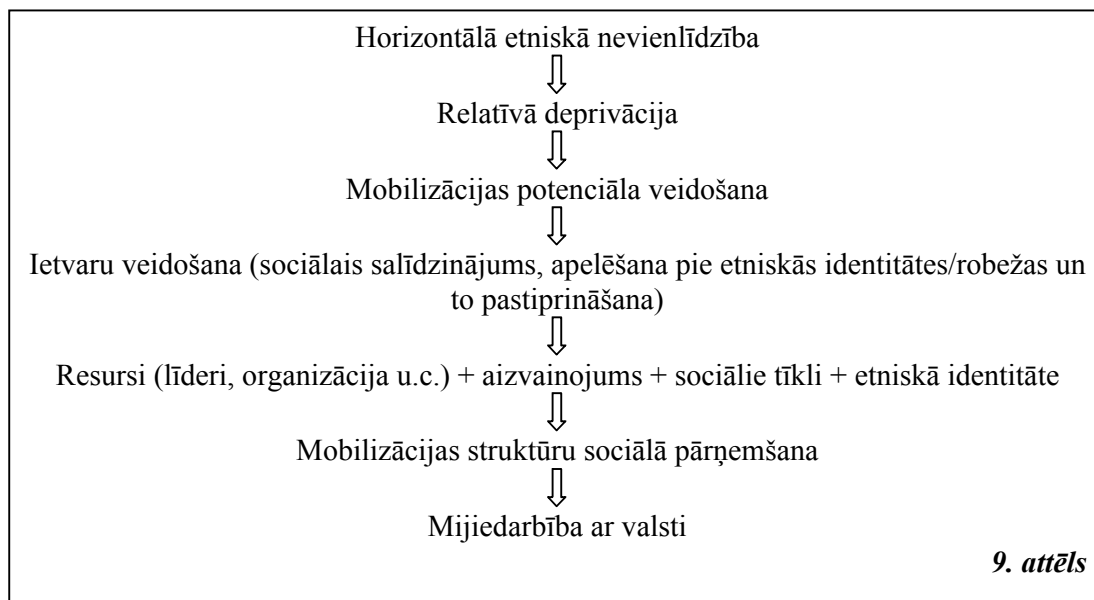 Horizontālā etniskā nevienlīdzība
Relatīvā deprivācija
Mobilizācijas potenciāla veidošana
Ietvaru veidošana (sociālais salīdzinājums, apelēšana pie etniskās identitātes/robežas un
to pastiprināšana)
Resursi (līderi, organizācija u.c.) + aizvainojums + sociālie tīkli + etniskā identitāte
Mobilizācijas struktūru sociālā pārņemšana
Mijiedarbība ar valsti
9. attēls